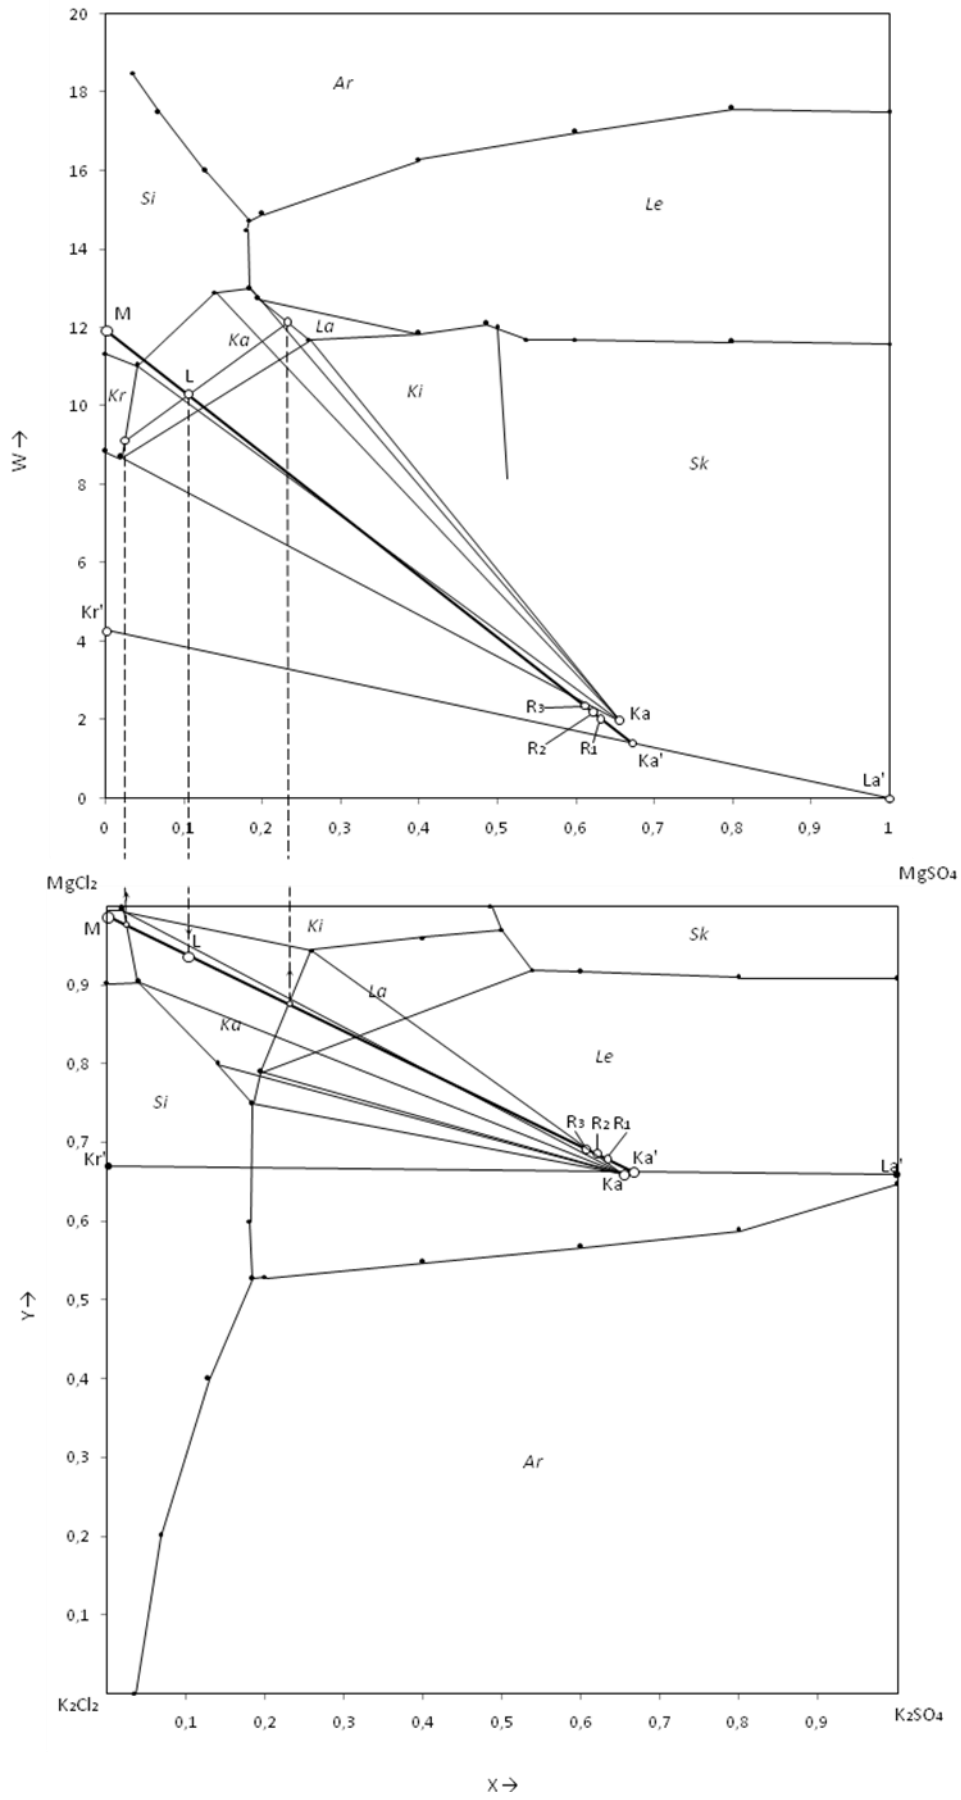 20
Ar
18
16
Si
Le
14
M
12
Ka
La
L
Ki
Kr
10
W→
Sk
8
6
Kr'
4
R₃
Ka
2
R₂
R₁
Ka'
La'
0
0
0,1
0,2
0,3
0,4
0,5
0,6
0,7
0,8
0,9
1
MgCl₂
MgSO₄
M
L
Ki
Sk
0,9
La
Ka
Le
0,8
Si
R₃
R₂
R₁
0,7
Kr'
Ka'
La'
Ka
0,6
Y→
0,5
0,4
0,3
Ar
0,2
0,1
K₂Cl₂
K₂SO₄
0,1
0,2
0,3
0,4
0,5
0,6
0,7
0,8
0,9
X→